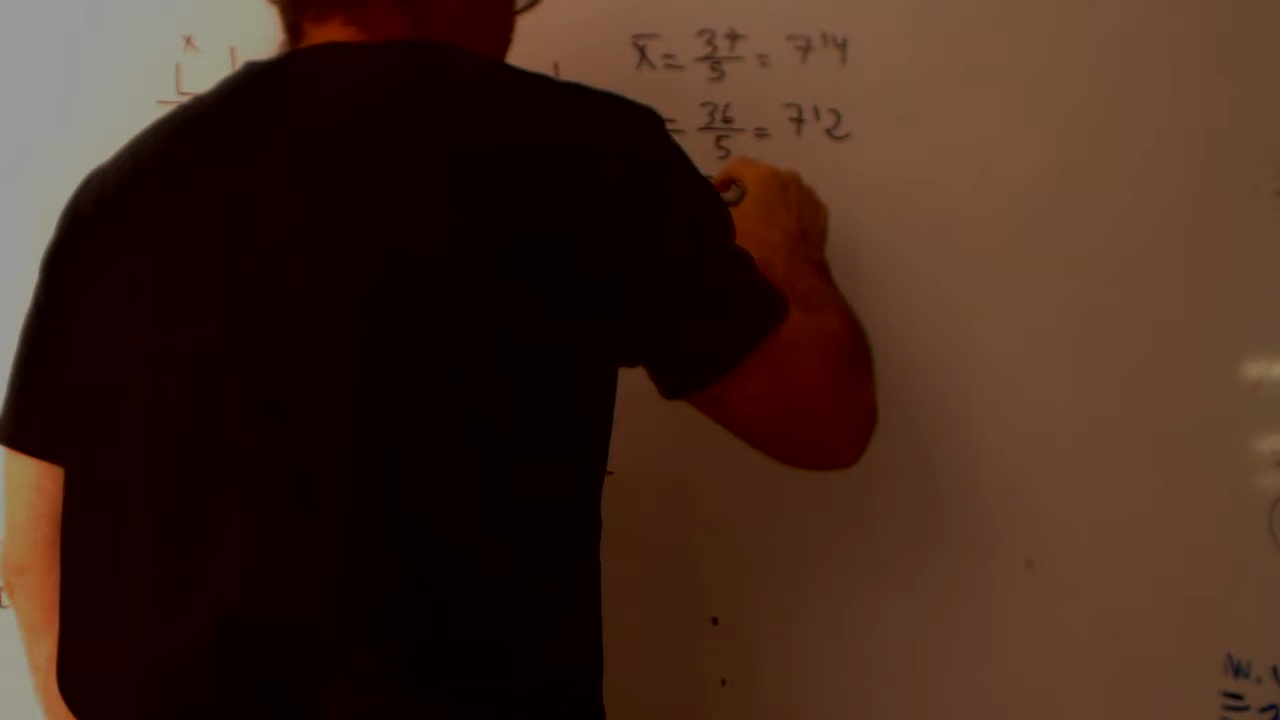 x
x̄ = 37/5 = 7'4
= 36/5 = 7'2
W.
=